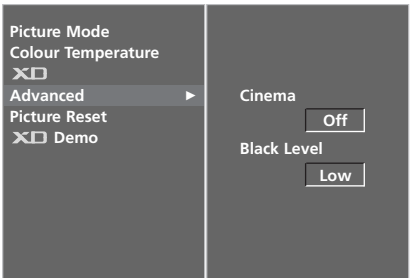 Picture Mode
Colour Temperature
XD
Advanced ►
Picture Reset
XD Demo
Cinema
Off
Black Level
Low